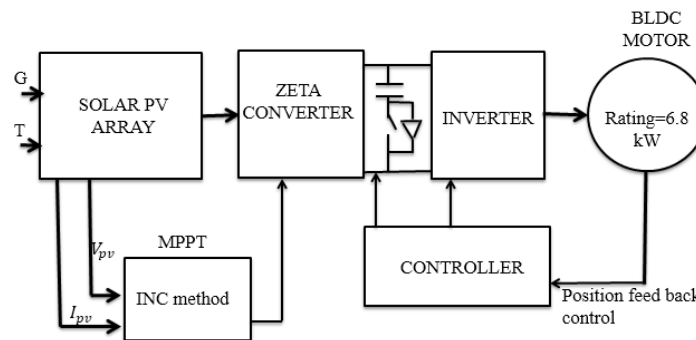 BLDC
MOTOR
G
T
SOLAR PV
ARRAY
ZETA
CONVERTER
INVERTER
Rating=6.8
kW
V_pv
I_pv
MPPT
INC method
CONTROLLER
Position feed back
control